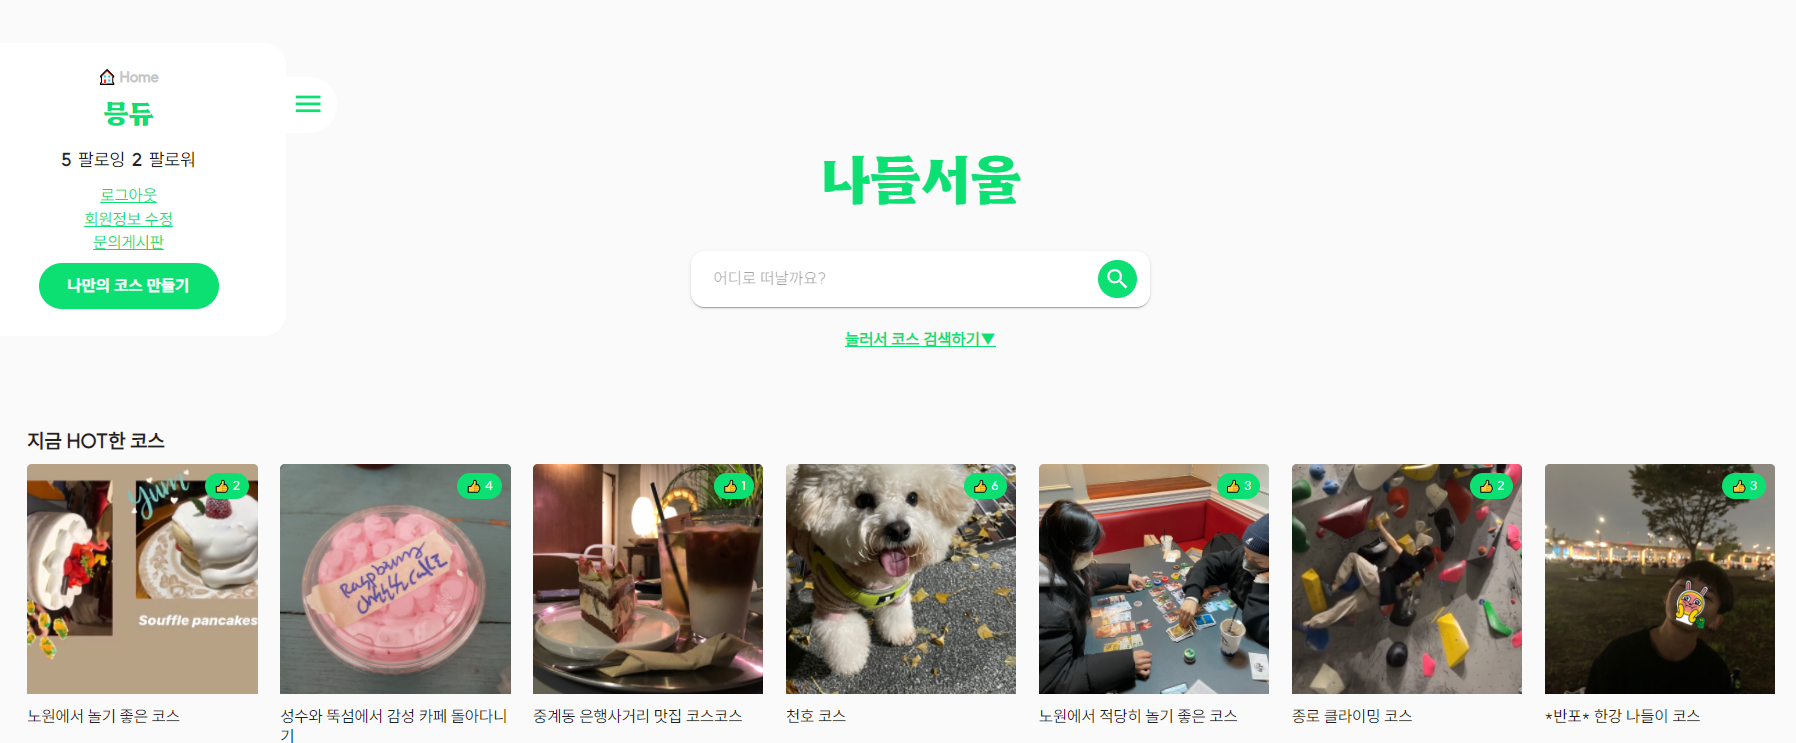 Home
믕듀
5 팔로잉 2 팔로워
로그아웃
회원정보 수정
문의게시판
나만의 코스 만들기
나들서울
어디로 떠날까요?
눌러서 코스 검색하기▼
지금 HOT한 코스
2
4
1
6
3
2
3
yum
Souffle pancakes
Raspberry
노원에서 놀기 좋은 코스
성수와 뚝섬에서 감성 카페 돌아다니
기
중계동 은행사거리 맛집 코스코스
천호 코스
노원에서 적당히 놀기 좋은 코스
종로 클라이밍 코스
*반포* 한강 나들이 코스